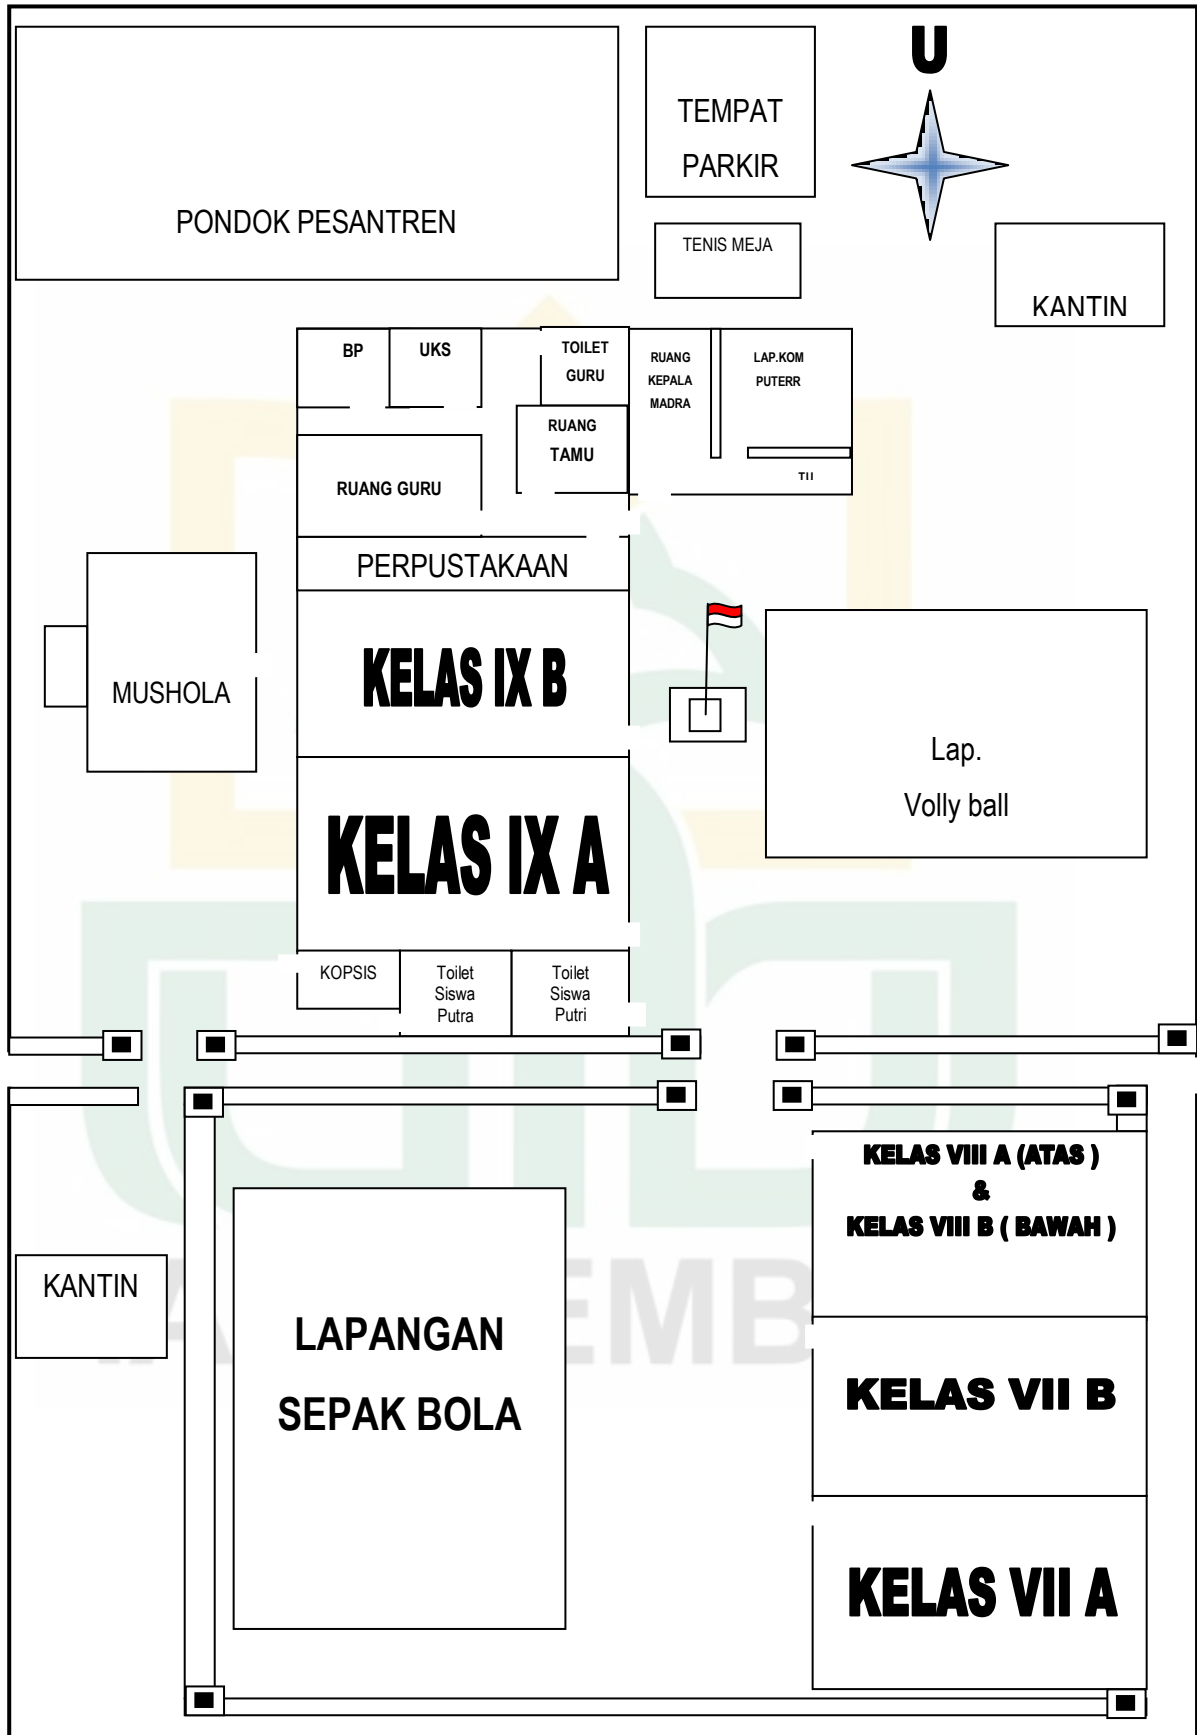 U
TEMPAT
PARKIR
PONDOK PESANTREN
TENIS MEJA
KANTIN
BP
UKS
TOILET
GURU
RUANG
KEPALA
MADRA
LAP.KOM
PUTERR
RUANG
TAMU
TU
RUANG GURU
PERPUSTAKAAN
KELAS IX B
MUSHOLA
Lap.
Volly ball
KELAS IX A
KOPSIS
Toilet
Siswa
Putra
Toilet
Siswa
Putri
KELAS VIII A (ATAS )
&
KELAS VIII B ( BAWAH )
KANTIN
LAPANGAN
SEPAK BOLA
KELAS VII B
KELAS VII A